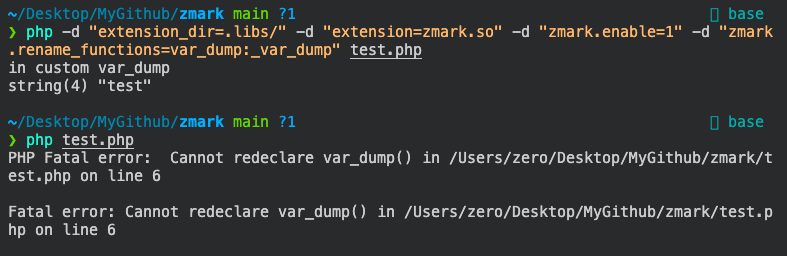 ~/Desktop/MyGithub/zmark main ?1 base
❯ php -d "extension_dir=.libs/" -d "extension=zmark.so" -d "zmark.enable=1" -d "zmark
.rename_functions=var_dump:_var_dump" test.php
in custom var_dump
string(4) "test"
~/Desktop/MyGithub/zmark main ?1 base
❯ php test.php
PHP Fatal error:  Cannot redeclare var_dump() in /Users/zero/Desktop/MyGithub/zmark/t
est.php on line 6
Fatal error: Cannot redeclare var_dump() in /Users/zero/Desktop/MyGithub/zmark/test.p
hp on line 6